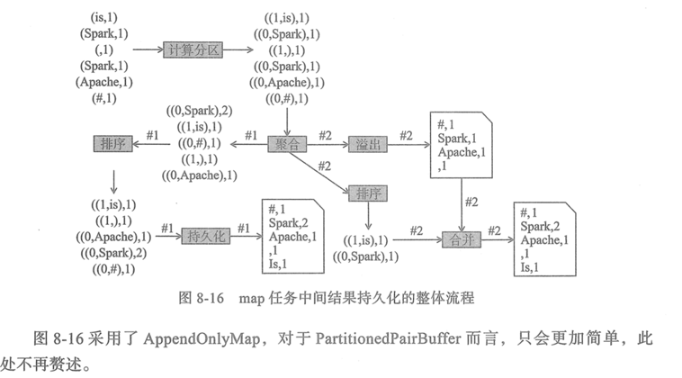 (is,1)
(Spark,1)
(,1)
(Spark,1)
(Apache,1)
(#,1)
计算分区
((1,is),1)
((0,Spark),1)
((1,),1)
((0,Spark),1)
((0,Apache),1)
((0,#),1)
排序
#1
((0,Spark),2)
((1,is),1)
((0,#),1)
((1,),1)
((0,Apache),1)
#1
聚合
#2
溢出
#2
#,1
Spark,1
Apache,1
,1
#2
排序
#2
((1,is),1)
((1,),1)
((0,Apache),1)
((0,Spark),2)
((0,#),1)
#1
持久化
#1
#,1
Spark,2
Apache,1
,1
Is,1
((1,is),1)
((0,Spark),1)
#2
合并
#2
#,1
Spark,2
Apache,1
,1
Is,1
图 8-16 map 任务中间结果持久化的整体流程
图 8-16 采用了 AppendOnlyMap，对于 PartitionedPairBuffer 而言，只会更加简单，此
处不再赘述。